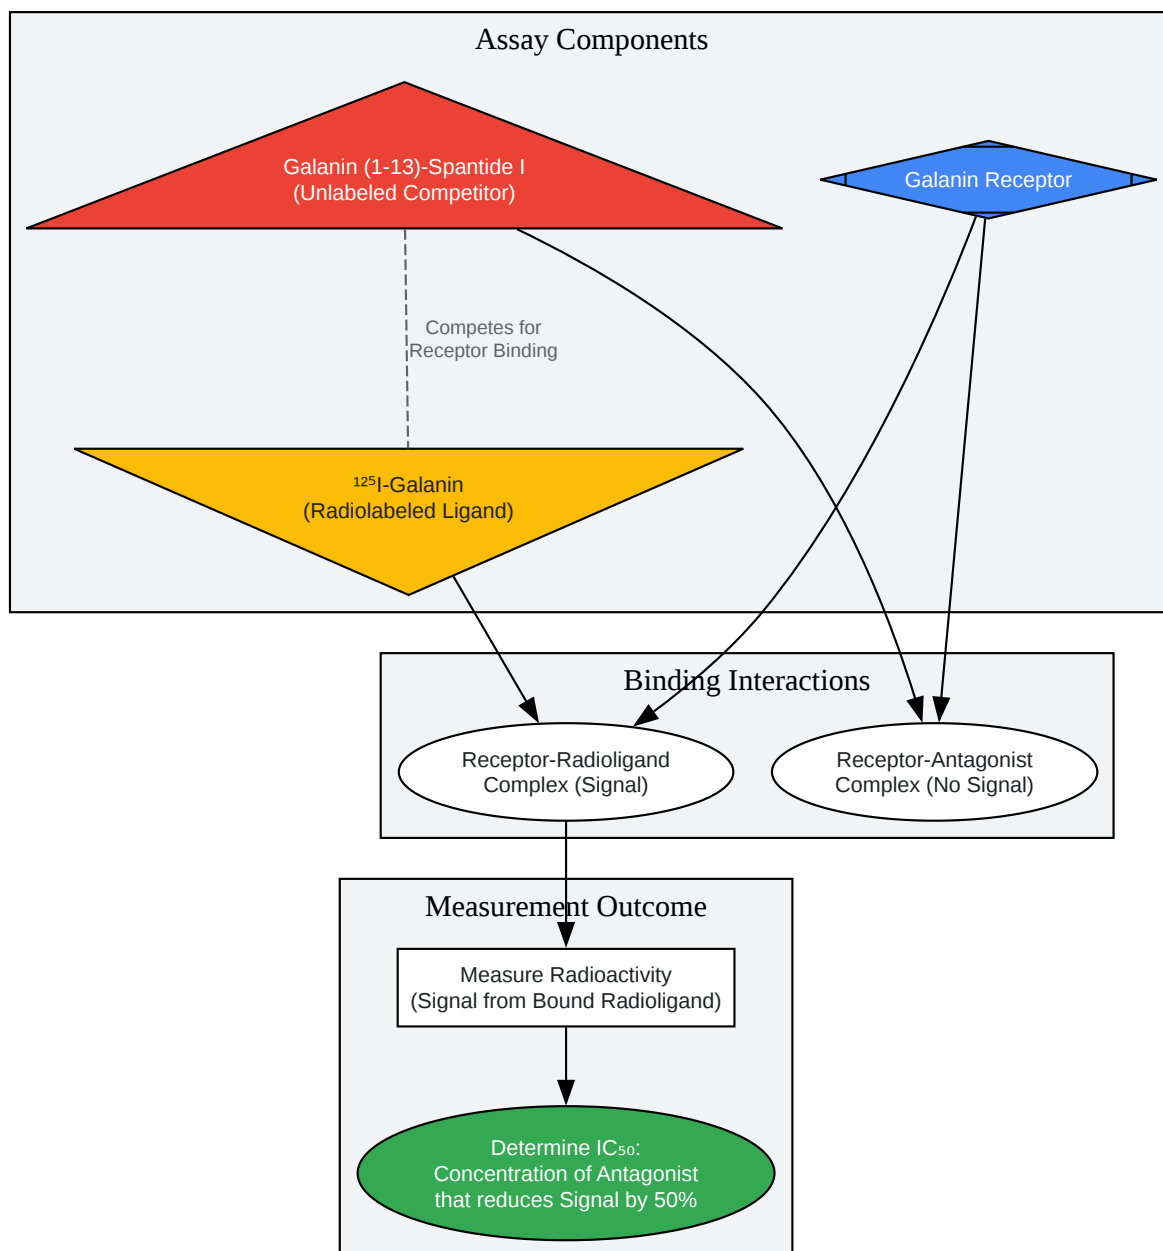 Assay Components
Galanin (1-13)-Spantide I
(Unlabeled Competitor)
Galanin Receptor
Competes for
Receptor Binding
¹²⁵I-Galanin
(Radiolabeled Ligand)
Binding Interactions
Receptor-Radioligand
Complex (Signal)
Receptor-Antagonist
Complex (No Signal)
Measurement Outcome
Measure Radioactivity
(Signal from Bound Radioligand)
Determine IC₅₀:
Concentration of Antagonist
that reduces Signal by 50%